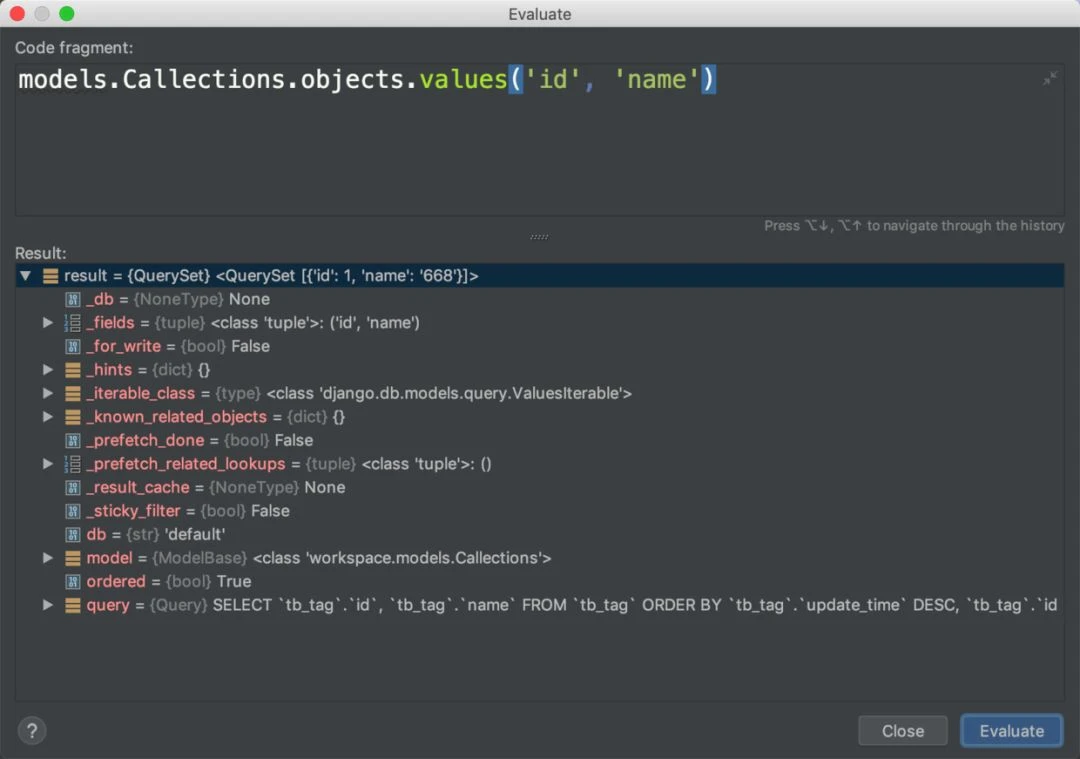 Evaluate
Code fragment:
models.Callections.objects.values('id', 'name')
Press ⌥↓, ⌥↑ to navigate through the history
Result:
result = {QuerySet} <QuerySet [{'id': 1, 'name': '668'}]>
_db = {NoneType} None
_fields = {tuple} <class 'tuple'>: ('id', 'name')
_for_write = {bool} False
_hints = {dict} {}
_iterable_class = {type} <class 'django.db.models.query.ValuesIterable'>
_known_related_objects = {dict} {}
_prefetch_done = {bool} False
_prefetch_related_lookups = {tuple} <class 'tuple'>: ()
_result_cache = {NoneType} None
_sticky_filter = {bool} False
db = {str} 'default'
model = {ModelBase} <class 'workspace.models.Callections'>
ordered = {bool} True
query = {Query} SELECT `tb_tag`.`id`, `tb_tag`.`name` FROM `tb_tag` ORDER BY `tb_tag`.`update_time` DESC, `tb_tag`.`id
? Close Evaluate